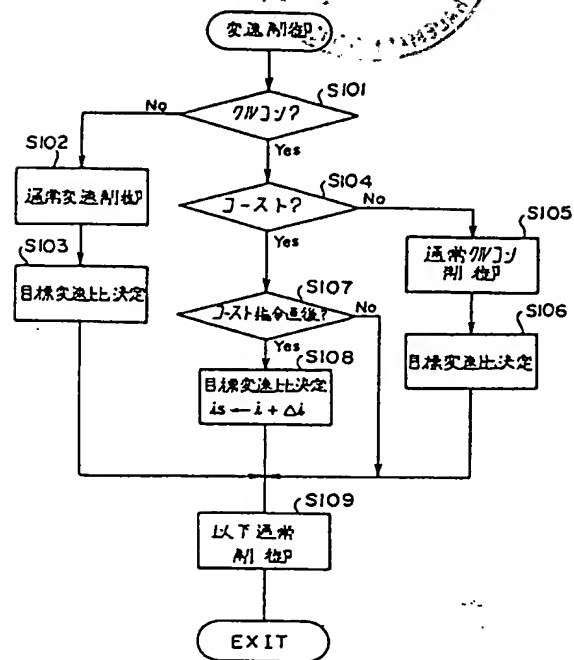 変速制御
S101
クルコン?
No
Yes
S102
通常変速制御
S103
目標変速比決定
S104
コースト?
No
Yes
S105
通常クルコン
制御
S106
目標変速比決定
S107
コースト指令直後?
No
Yes
S108
目標変速比決定
is ← i + Δi
S109
以下通常
制御
EXIT